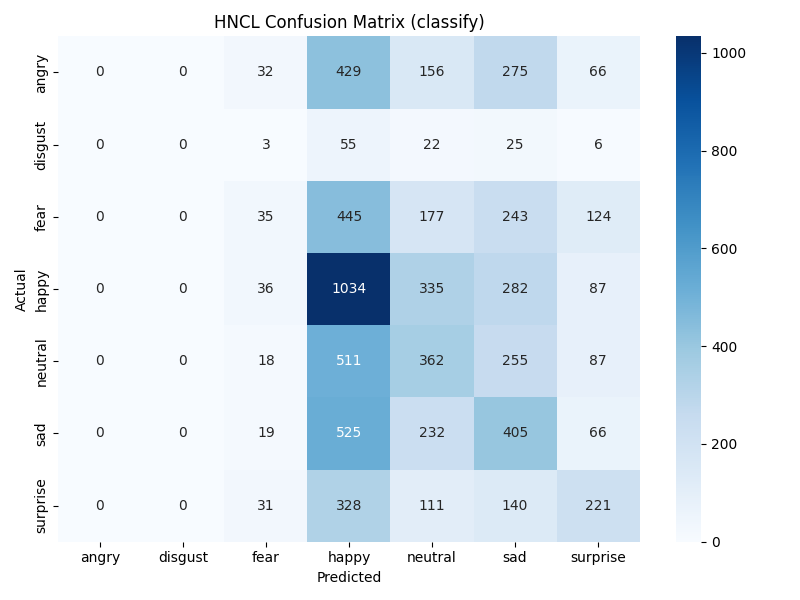 HNCL Confusion Matrix (classify)
angry 0 0 32 429 156 275 66
disgust 0 0 3 55 22 25 6
fear 0 0 35 445 177 243 124
happy 0 0 36 1034 335 282 87
neutral 0 0 18 511 362 255 87
sad 0 0 19 525 232 405 66
surprise 0 0 31 328 111 140 221
angry disgust fear happy neutral sad surprise
Predicted
Actual
1000
800
600
400
200
0